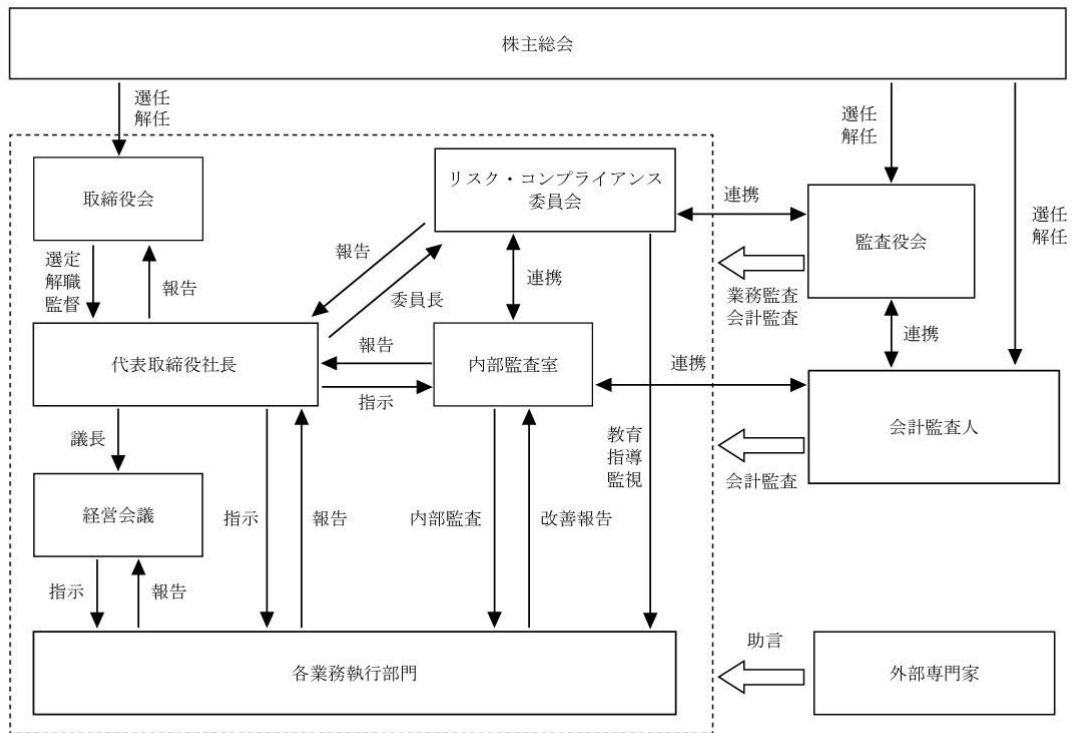 株主総会
選任
解任
選任
解任
選任
解任
取締役会
リスク・コンプライアンス
委員会
連携
監査役会
選定
解職
監督
報告
報告
委員長
連携
業務監査
会計監査
連携
代表取締役社長
報告
指示
内部監査室
連携
会計監査人
議長
教育
指導
監視
会計監査
経営会議
指示
報告
内部監査
改善報告
指示
報告
各業務執行部門
助言
外部専門家